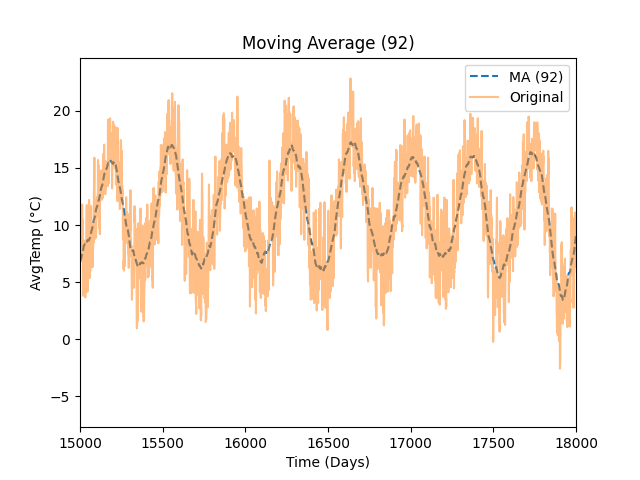 Moving Average (92)
MA (92)
Original
AvgTemp (°C)
20
15
10
5
0
−5
15000 15500 16000 16500 17000 17500 18000
Time (Days)